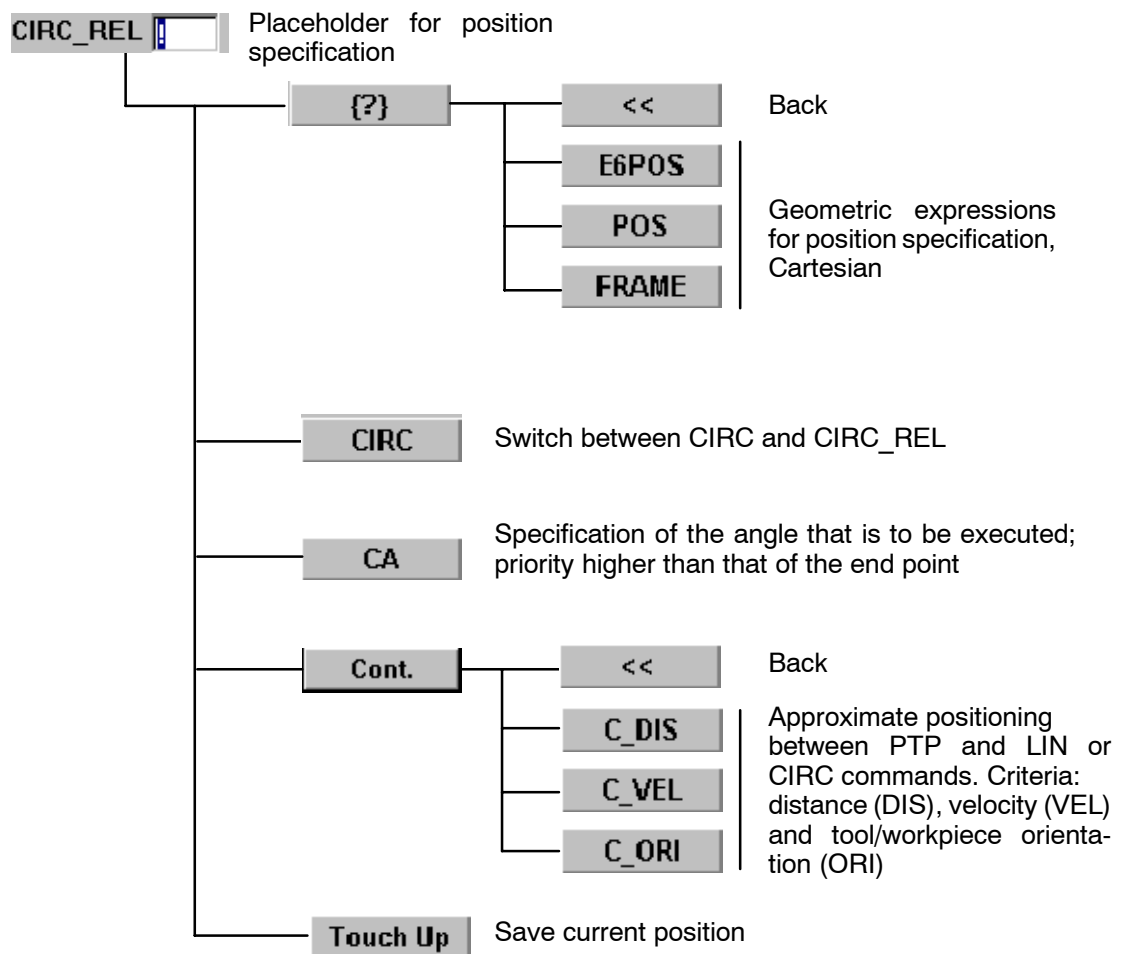 CIRC_REL !
Placeholder for position
specification
{?}
<<
Back
E6POS
POS
FRAME
Geometric expressions
for position specification,
Cartesian
CIRC
Switch between CIRC and CIRC_REL
CA
Specification of the angle that is to be executed;
priority higher than that of the end point
Cont.
<<
Back
C_DIS
C_VEL
C_ORI
Approximate positioning
between PTP and LIN or
CIRC commands. Criteria:
distance (DIS), velocity (VEL)
and tool/workpiece orienta-
tion (ORI)
Touch Up
Save current position